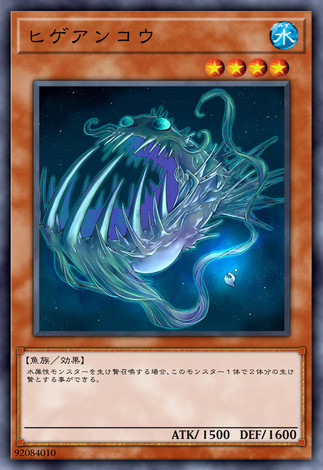 ヒゲアンコウ
水
【魚族／効果】
水属性モンスターを生け贄召喚する場合、このモンスター１体で２体分の生け
贄とする事ができる。
ATK/1500 DEF/1600
92084010